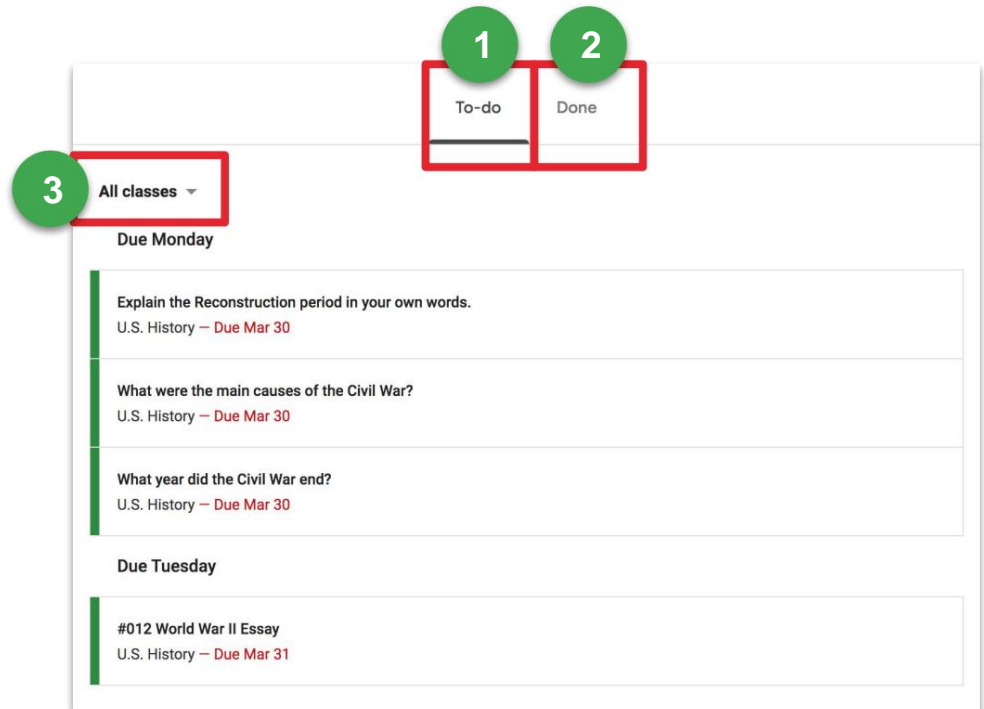 1
2
To-do
Done
3
All classes
Due Monday
Explain the Reconstruction period in your own words.
U.S. History — Due Mar 30
What were the main causes of the Civil War?
U.S. History — Due Mar 30
What year did the Civil War end?
U.S. History — Due Mar 30
Due Tuesday
#012 World War II Essay
U.S. History — Due Mar 31